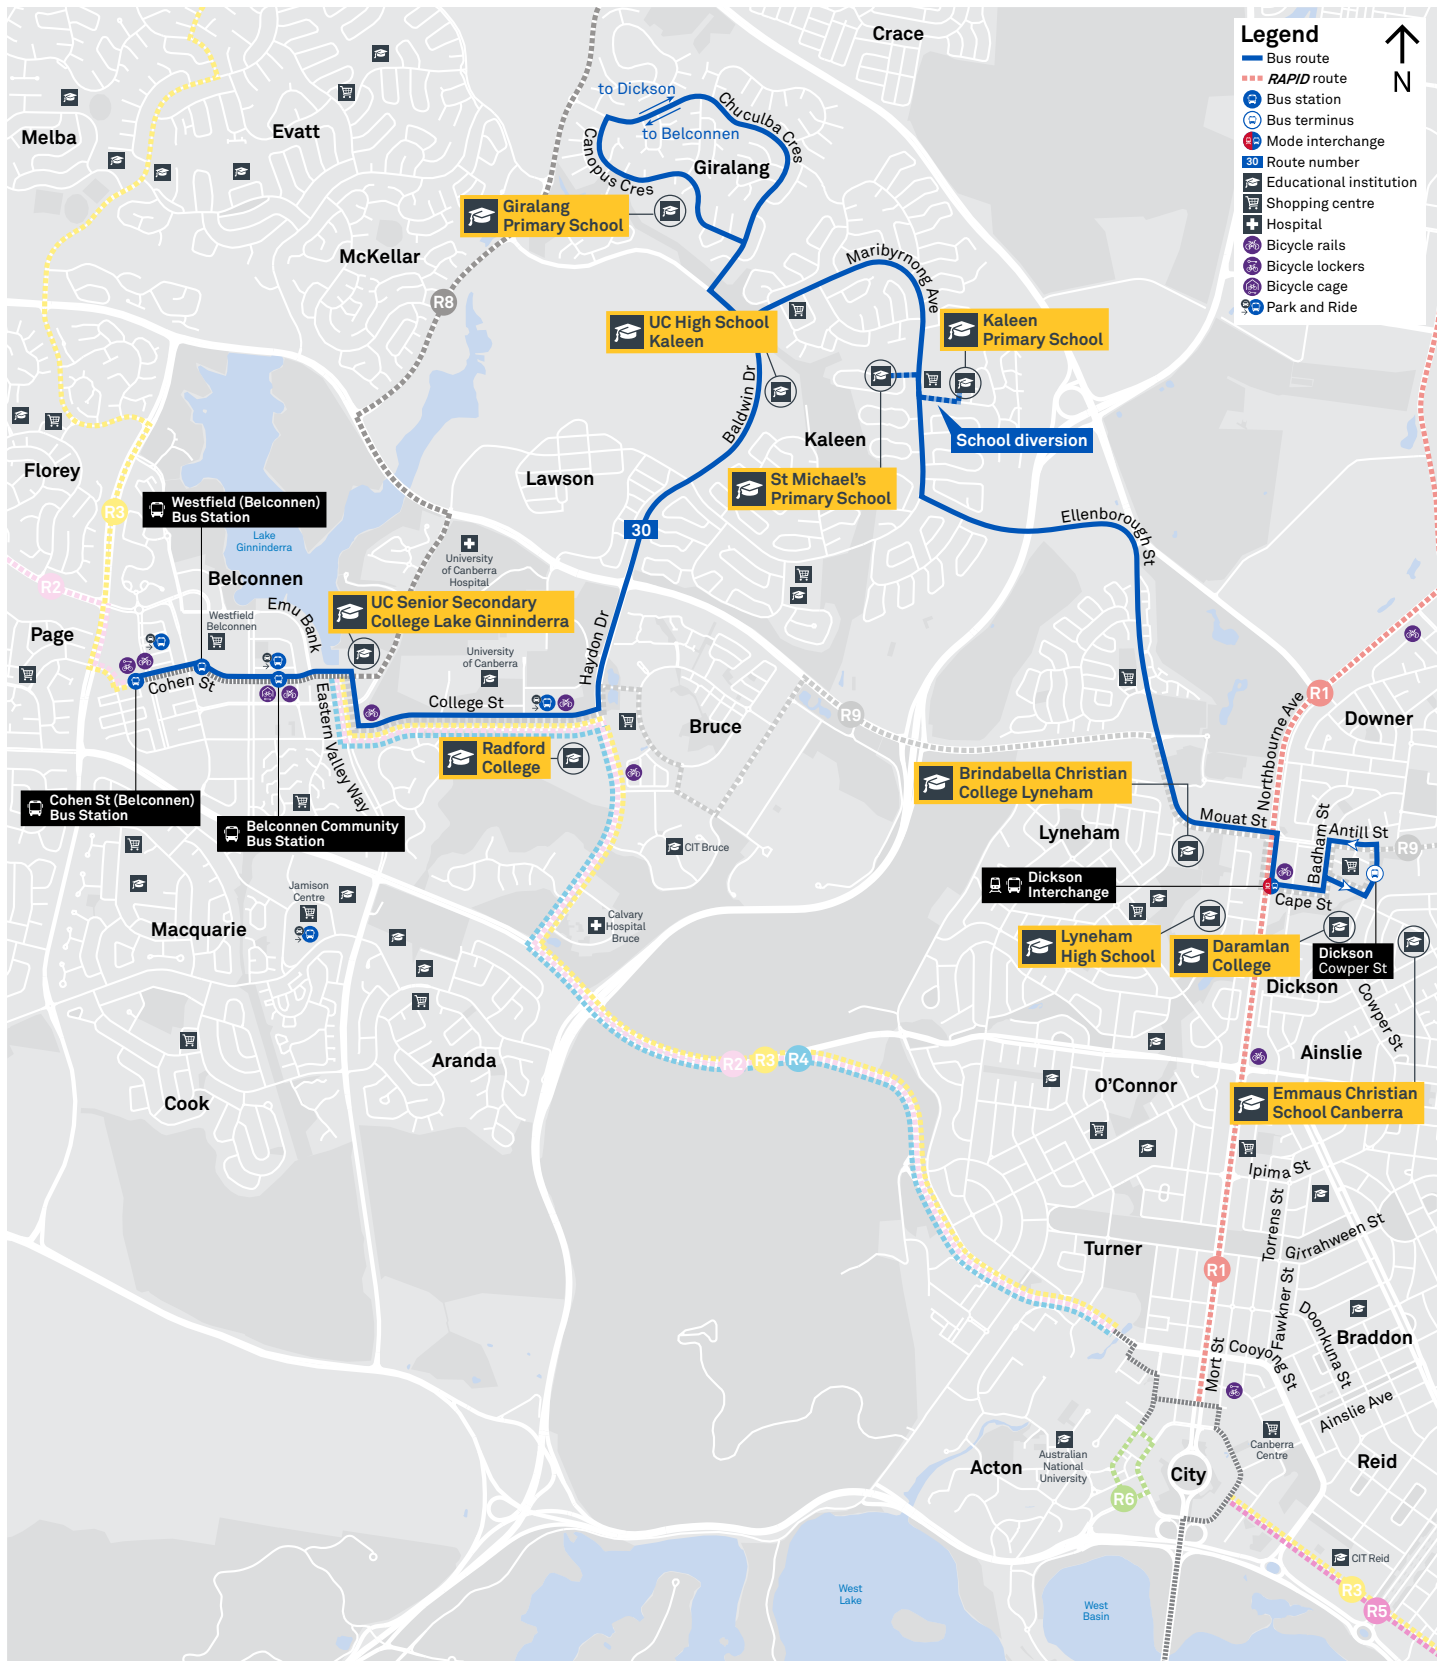 Crace
Legend
N
Bus route
RAPID route
Bus station
Bus terminus
Mode interchange
30
Route number
Educational institution
Shopping centre
Hospital
Bicycle rails
Bicycle lockers
Bicycle cage
Park and Ride
Melba
Evatt
to Dickson
to Belconnen
Chuculba Cres
Canopus Cres
Giralang
Giralang
Primary School
McKellar
R8
Maribyrnong Ave
UC High School
Kaleen
Kaleen
Primary School
Baldwin Dr
Kaleen
School diversion
Florey
Lawson
St Michael's
Primary School
R3
Westfield (Belconnen)
Bus Station
Lake
Ginninderra
30
Ellenborough St
University
of Canberra
Hospital
Belconnen
R2
Emu Bank
UC Senior Secondary
College Lake Ginninderra
Westfield
Belconnen
Page
Haydon Dr
University
of Canberra
Cohen St
Eastern Valley Way
College St
R1
Northbourne Ave
Downer
Bruce
R9
Radford
College
Brindabella Christian
College Lyneham
Cohen St (Belconnen)
Bus Station
Belconnen Community
Bus Station
Mouat St
Lyneham
Badham St
Antill St
R9
CIT Bruce
Dickson
Interchange
Cape St
Jamison
Centre
Macquarie
Calvary
Hospital
Bruce
Lyneham
High School
Daramlan
College
Dickson
Cowper St
Dickson
Cowper St
Aranda
R2
R3
R4
Ainslie
O'Connor
Cook
Emmaus Christian
School Canberra
Ipima St
Torrens St
Girrahween St
Turner
R1
Fawkner St
Doonkuna St
Braddon
Mort St
Cooyong St
Ainslie Ave
Canberra
Centre
Reid
Australian
National
University
Acton
City
R6
CIT Reid
West
Lake
West
Basin
R3
R5